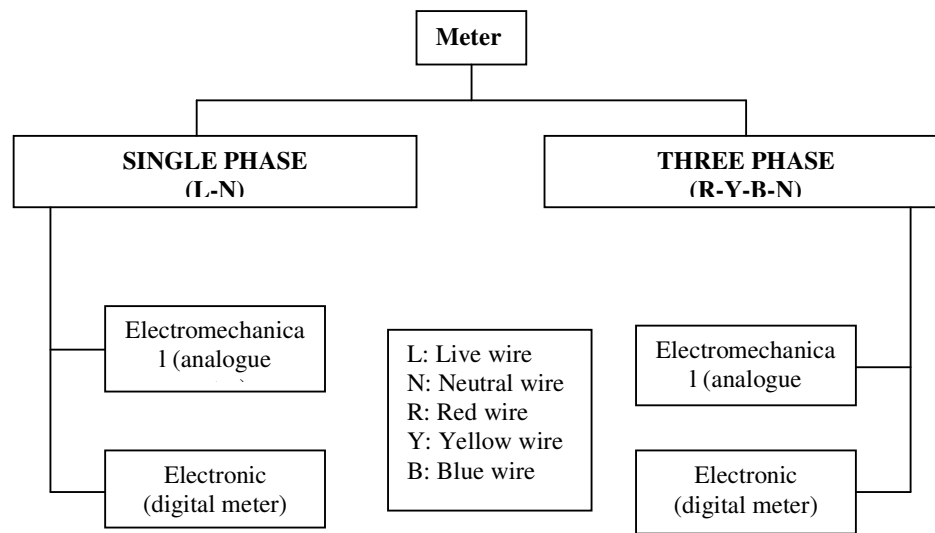 Meter
SINGLE PHASE
(L-N)
THREE PHASE
(R-Y-B-N)
Electromechanica
l (analogue
Electronic
(digital meter)
L: Live wire
N: Neutral wire
R: Red wire
Y: Yellow wire
B: Blue wire
Electromechanica
l (analogue
Electronic
(digital meter)